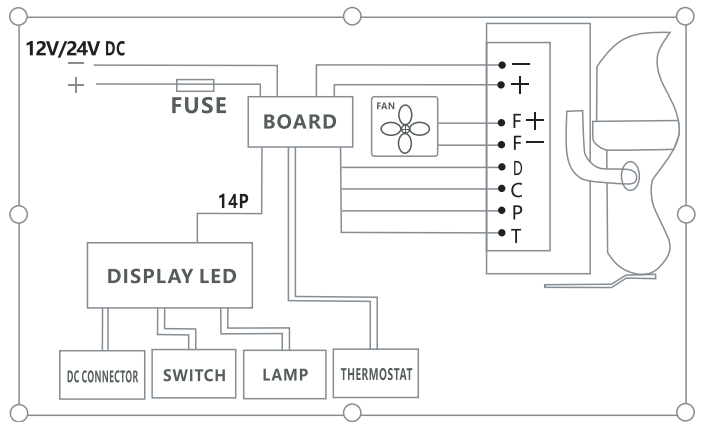 12V/24V DC
−
+
FUSE
BOARD
FAN
−
+
F+
F−
D
C
P
T
14P
DISPLAY LED
DC CONNECTOR
SWITCH
LAMP
THERMOSTAT